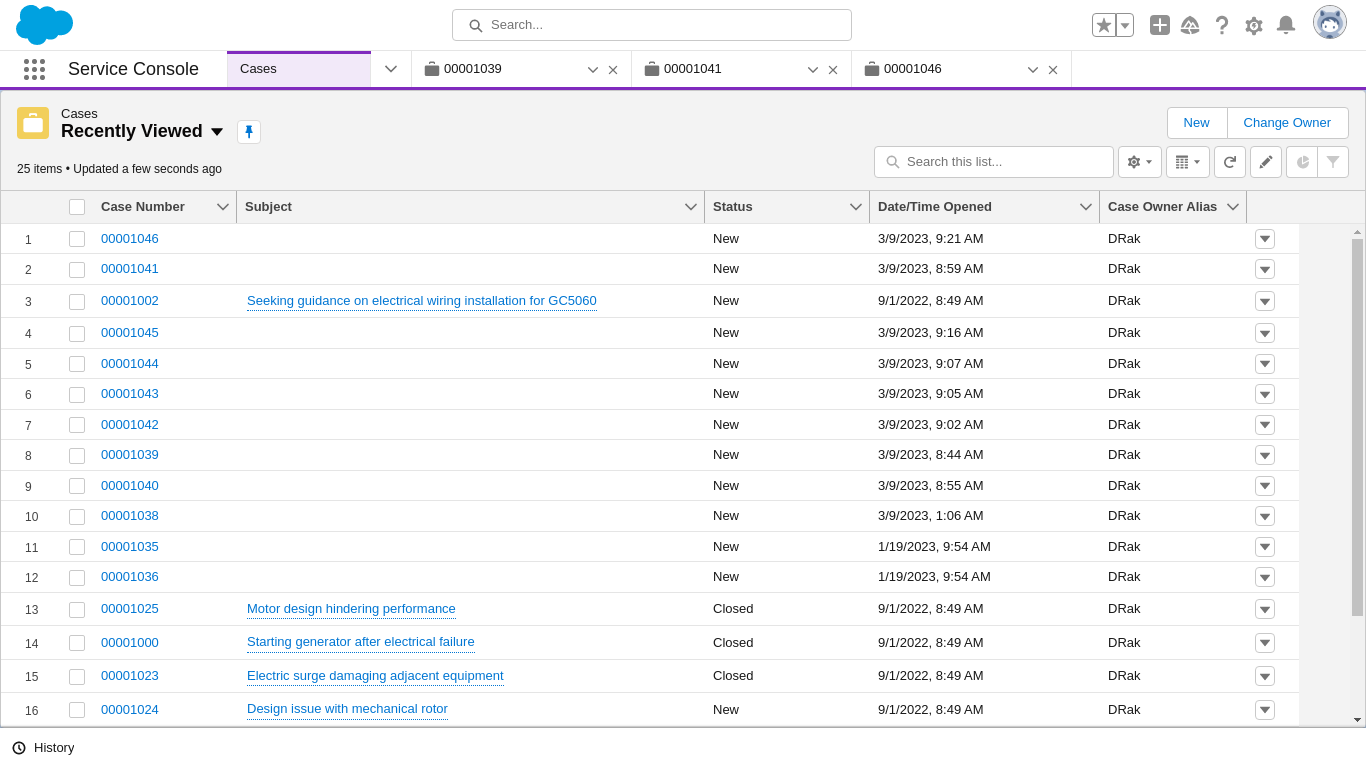 Search...
Service Console
Cases
00001039
00001041
00001046
Cases
Recently Viewed
New
Change Owner
25 items • Updated a few seconds ago
Search this list...
Case Number Subject Status Date/Time Opened Case Owner Alias
1 00001046 New 3/9/2023, 9:21 AM DRak
2 00001041 New 3/9/2023, 8:59 AM DRak
3 00001002 Seeking guidance on electrical wiring installation for GC5060 New 9/1/2022, 8:49 AM DRak
4 00001045 New 3/9/2023, 9:16 AM DRak
5 00001044 New 3/9/2023, 9:07 AM DRak
6 00001043 New 3/9/2023, 9:05 AM DRak
7 00001042 New 3/9/2023, 9:02 AM DRak
8 00001039 New 3/9/2023, 8:44 AM DRak
9 00001040 New 3/9/2023, 8:55 AM DRak
10 00001038 New 3/9/2023, 1:06 AM DRak
11 00001035 New 1/19/2023, 9:54 AM DRak
12 00001036 New 1/19/2023, 9:54 AM DRak
13 00001025 Motor design hindering performance Closed 9/1/2022, 8:49 AM DRak
14 00001000 Starting generator after electrical failure Closed 9/1/2022, 8:49 AM DRak
15 00001023 Electric surge damaging adjacent equipment Closed 9/1/2022, 8:49 AM DRak
16 00001024 Design issue with mechanical rotor New 9/1/2022, 8:49 AM DRak
History